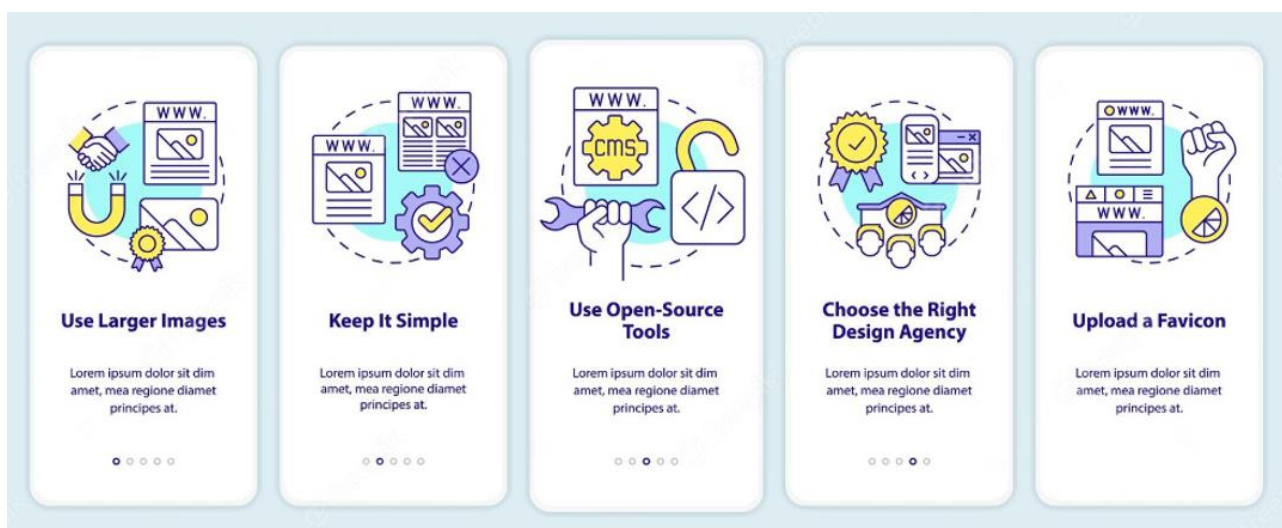 WWW.
Use Larger Images
Lorem ipsum dolor sit dim
amet, mea regione diamet
principes at.
WWW.
WWW.
Keep It Simple
Lorem ipsum dolor sit dim
amet, mea regione diamet
principes at.
WWW.
CMS
</>
Use Open-Source
Tools
Lorem ipsum dolor sit dim
amet, mea regione diamet
principes at.
Choose the Right
Design Agency
Lorem ipsum dolor sit dim
amet, mea regione diamet
principes at.
WWW.
WWW.
Upload a Favicon
Lorem ipsum dolor sit dim
amet, mea regione diamet
principes at.